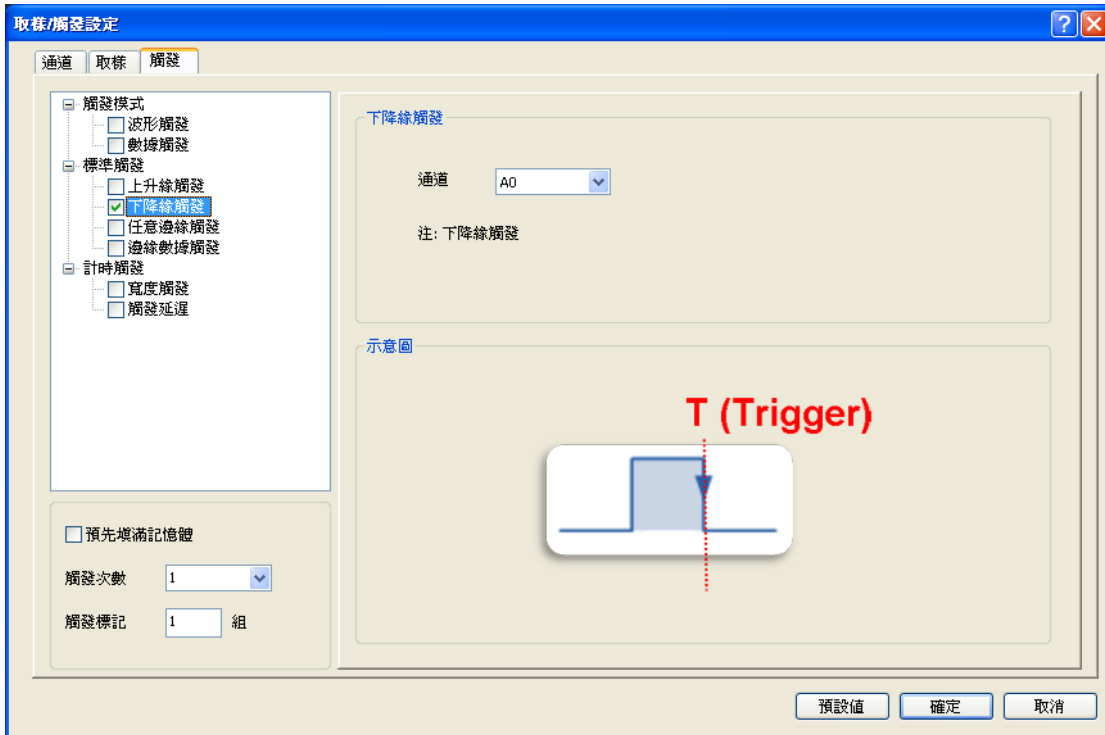 取樣/觸發設定
通道 取樣 觸發
觸發模式
波形觸發
數據觸發
標準觸發
上升緣觸發
下降緣觸發
任意邊緣觸發
邊緣數據觸發
計時觸發
寬度觸發
觸發延遲
預先填滿記憶體
觸發次數 1
觸發標記 1 組
下降緣觸發
通道 A0
注: 下降緣觸發
示意圖
T (Trigger)
預設值 確定 取消